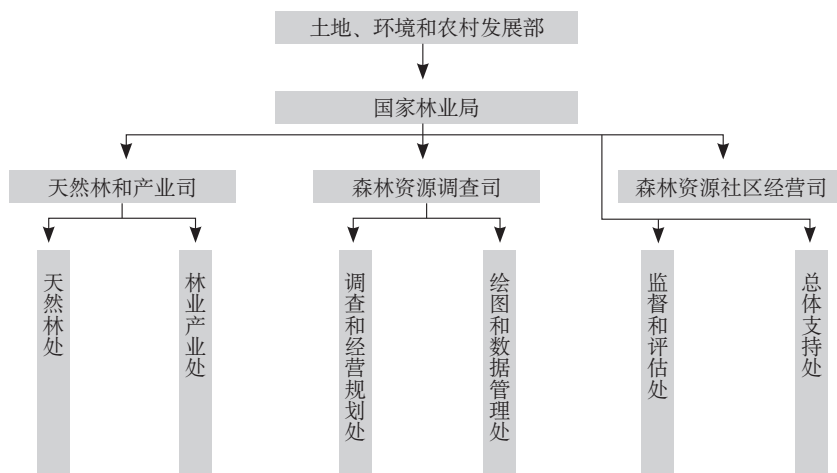 土地、环境和农村发展部
国家林业局
天然林和产业司
森林资源调查司
森林资源社区经营司
天然林处
林业产业处
调查和经营规划处
绘图和数据管理处
监督和评估处
总体支持处